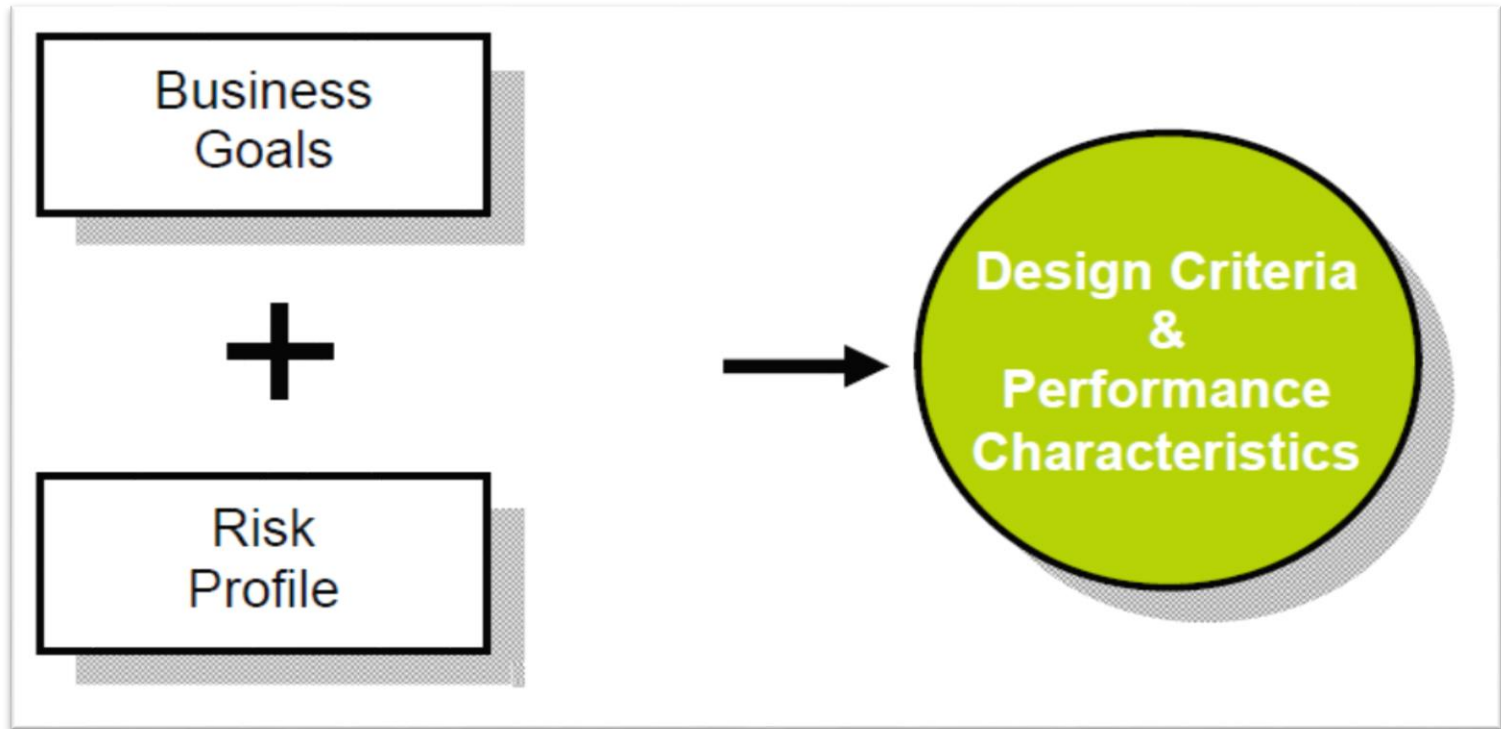 Business
Goals
+
Risk
Profile
Design Criteria
&
Performance
Characteristics